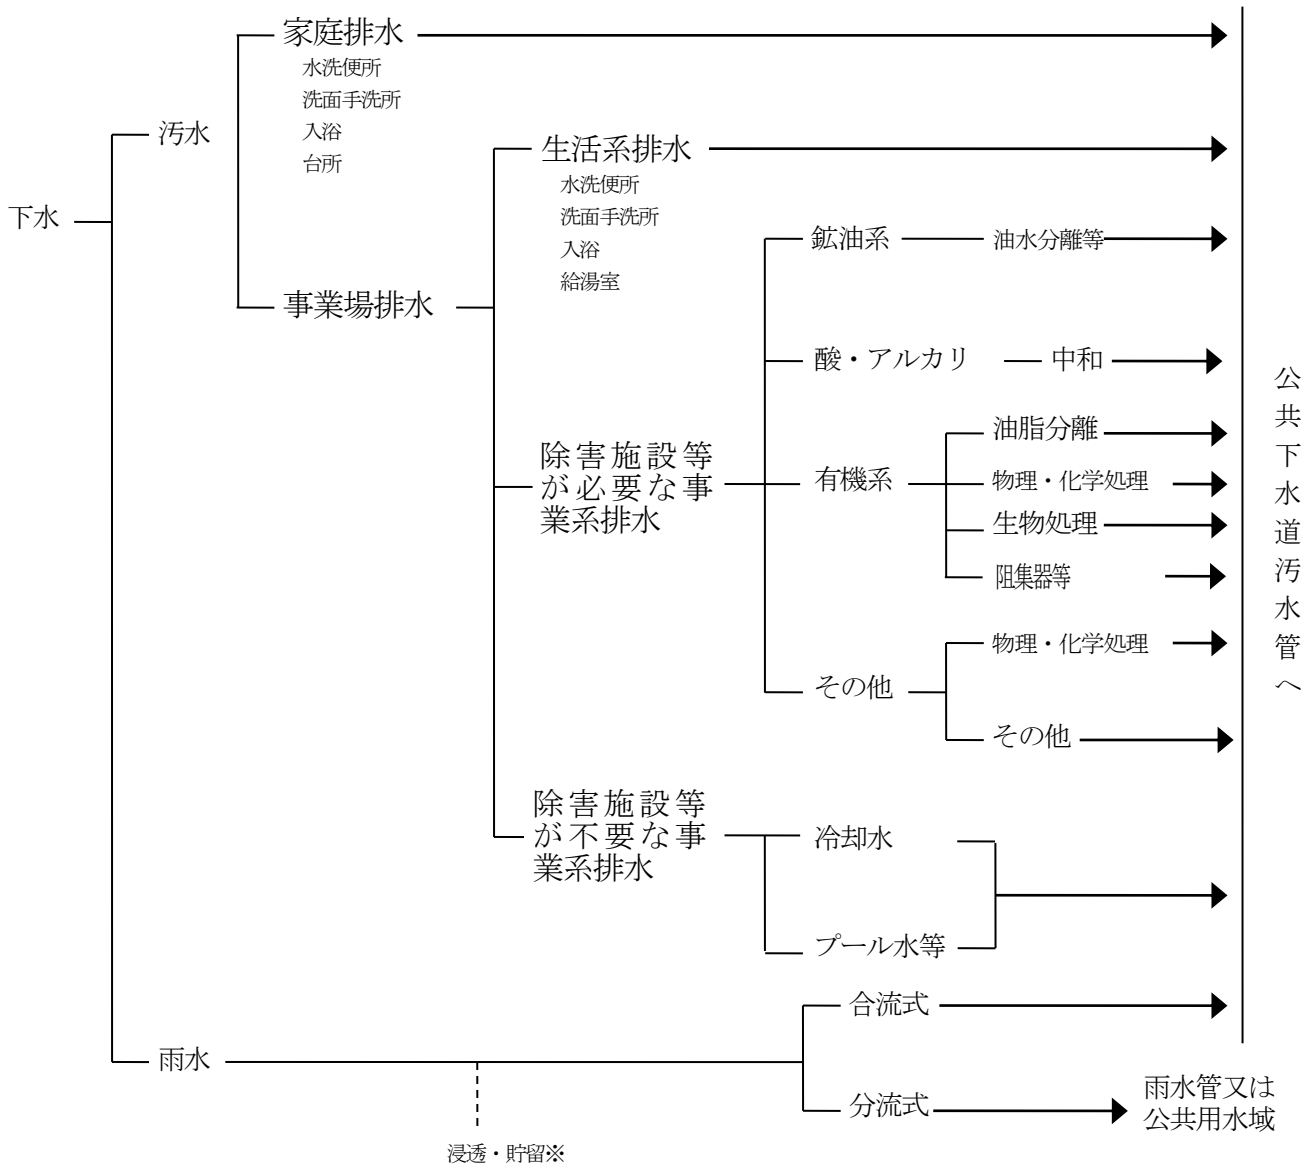 家庭排水
水洗便所
洗面手洗所
入浴
台所
汚水
下水
事業場排水
生活系排水
水洗便所
洗面手洗所
入浴
給湯室
除害施設等
が必要な事
業系排水
鉱油系
油水分離等
酸・アルカリ
中和
有機系
油脂分離
物理・化学処理
生物処理
阻集器等
その他
物理・化学処理
その他
除害施設等
が不要な事
業系排水
冷却水
プール水等
雨水
浸透・貯留※
合流式
分流式
雨水管又は
公共用水域
公共下水道汚水管へ